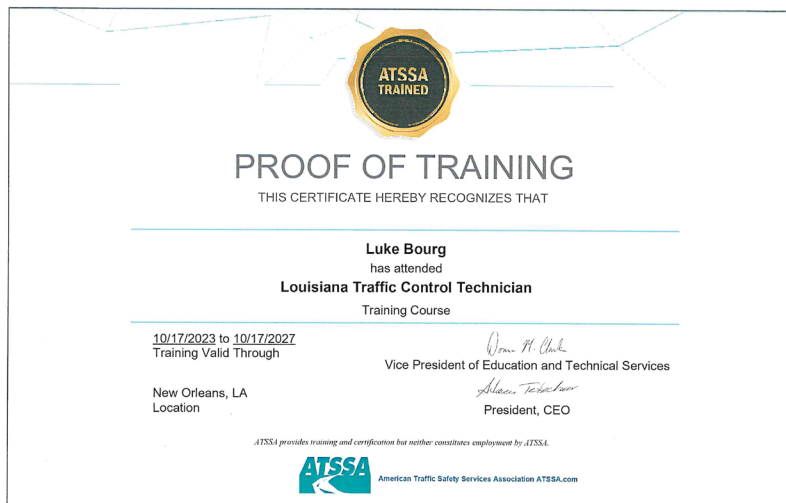 ATSSA
TRAINED
PROOF OF TRAINING
THIS CERTIFICATE HEREBY RECOGNIZES THAT
Luke Bourg
has attended
Louisiana Traffic Control Technician
Training Course
10/17/2023 to 10/17/2027
Training Valid Through
Vice President of Education and Technical Services
New Orleans, LA
Location
President, CEO
ATSSA provides training and certification but neither constitutes employment by ATSSA.
ATSSA
American Traffic Safety Services Association ATSSA.com